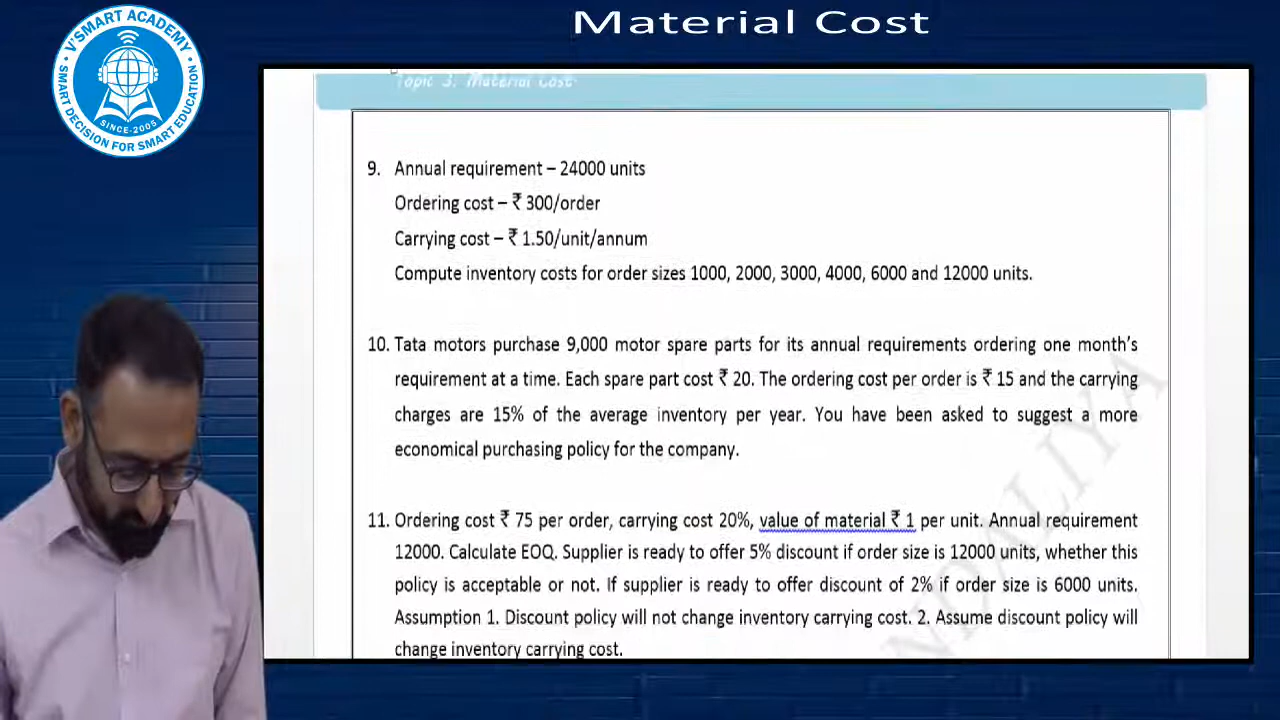 Material Cost
V'SMART ACADEMY
SMART DECISION FOR SMART EDUCATION
SINCE-2005
Topic 3. Material Cost
9. Annual requirement – 24000 units
Ordering cost – ₹ 300/order
Carrying cost – ₹ 1.50/unit/annum
Compute inventory costs for order sizes 1000, 2000, 3000, 4000, 6000 and 12000 units.
10. Tata motors purchase 9,000 motor spare parts for its annual requirements ordering one month's
requirement at a time. Each spare part cost ₹ 20. The ordering cost per order is ₹ 15 and the carrying
charges are 15% of the average inventory per year. You have been asked to suggest a more
economical purchasing policy for the company.
11. Ordering cost ₹ 75 per order, carrying cost 20%, value of material ₹ 1 per unit. Annual requirement
12000. Calculate EOQ. Supplier is ready to offer 5% discount if order size is 12000 units, whether this
policy is acceptable or not. If supplier is ready to offer discount of 2% if order size is 6000 units.
Assumption 1. Discount policy will not change inventory carrying cost. 2. Assume discount policy will
change inventory carrying cost.